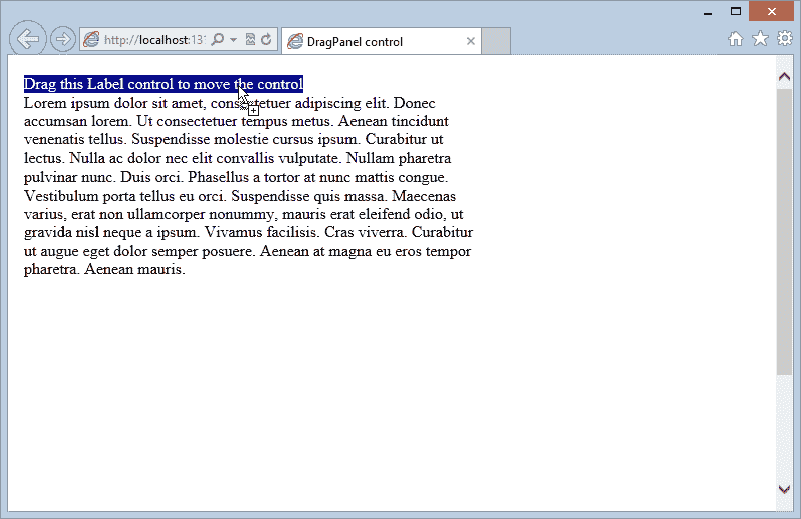 http://localhost:131
DragPanel control
Drag this Label control to move the control
Lorem ipsum dolor sit amet, consectetuer adipiscing elit. Donec
accumsan lorem. Ut consectetuer tempus metus. Aenean tincidunt
venenatis tellus. Suspendisse molestie cursus ipsum. Curabitur ut
lectus. Nulla ac dolor nec elit convallis vulputate. Nullam pharetra
pulvinar nunc. Duis orci. Phasellus a tortor at nunc mattis congue.
Vestibulum porta tellus eu orci. Suspendisse quis massa. Maecenas
varius, erat non ullamcorper nonummy, mauris erat eleifend odio, ut
gravida nisl neque a ipsum. Vivamus facilisis. Cras viverra. Curabitur
ut augue eget dolor semper posuere. Aenean at magna eu eros tempor
pharetra. Aenean mauris.